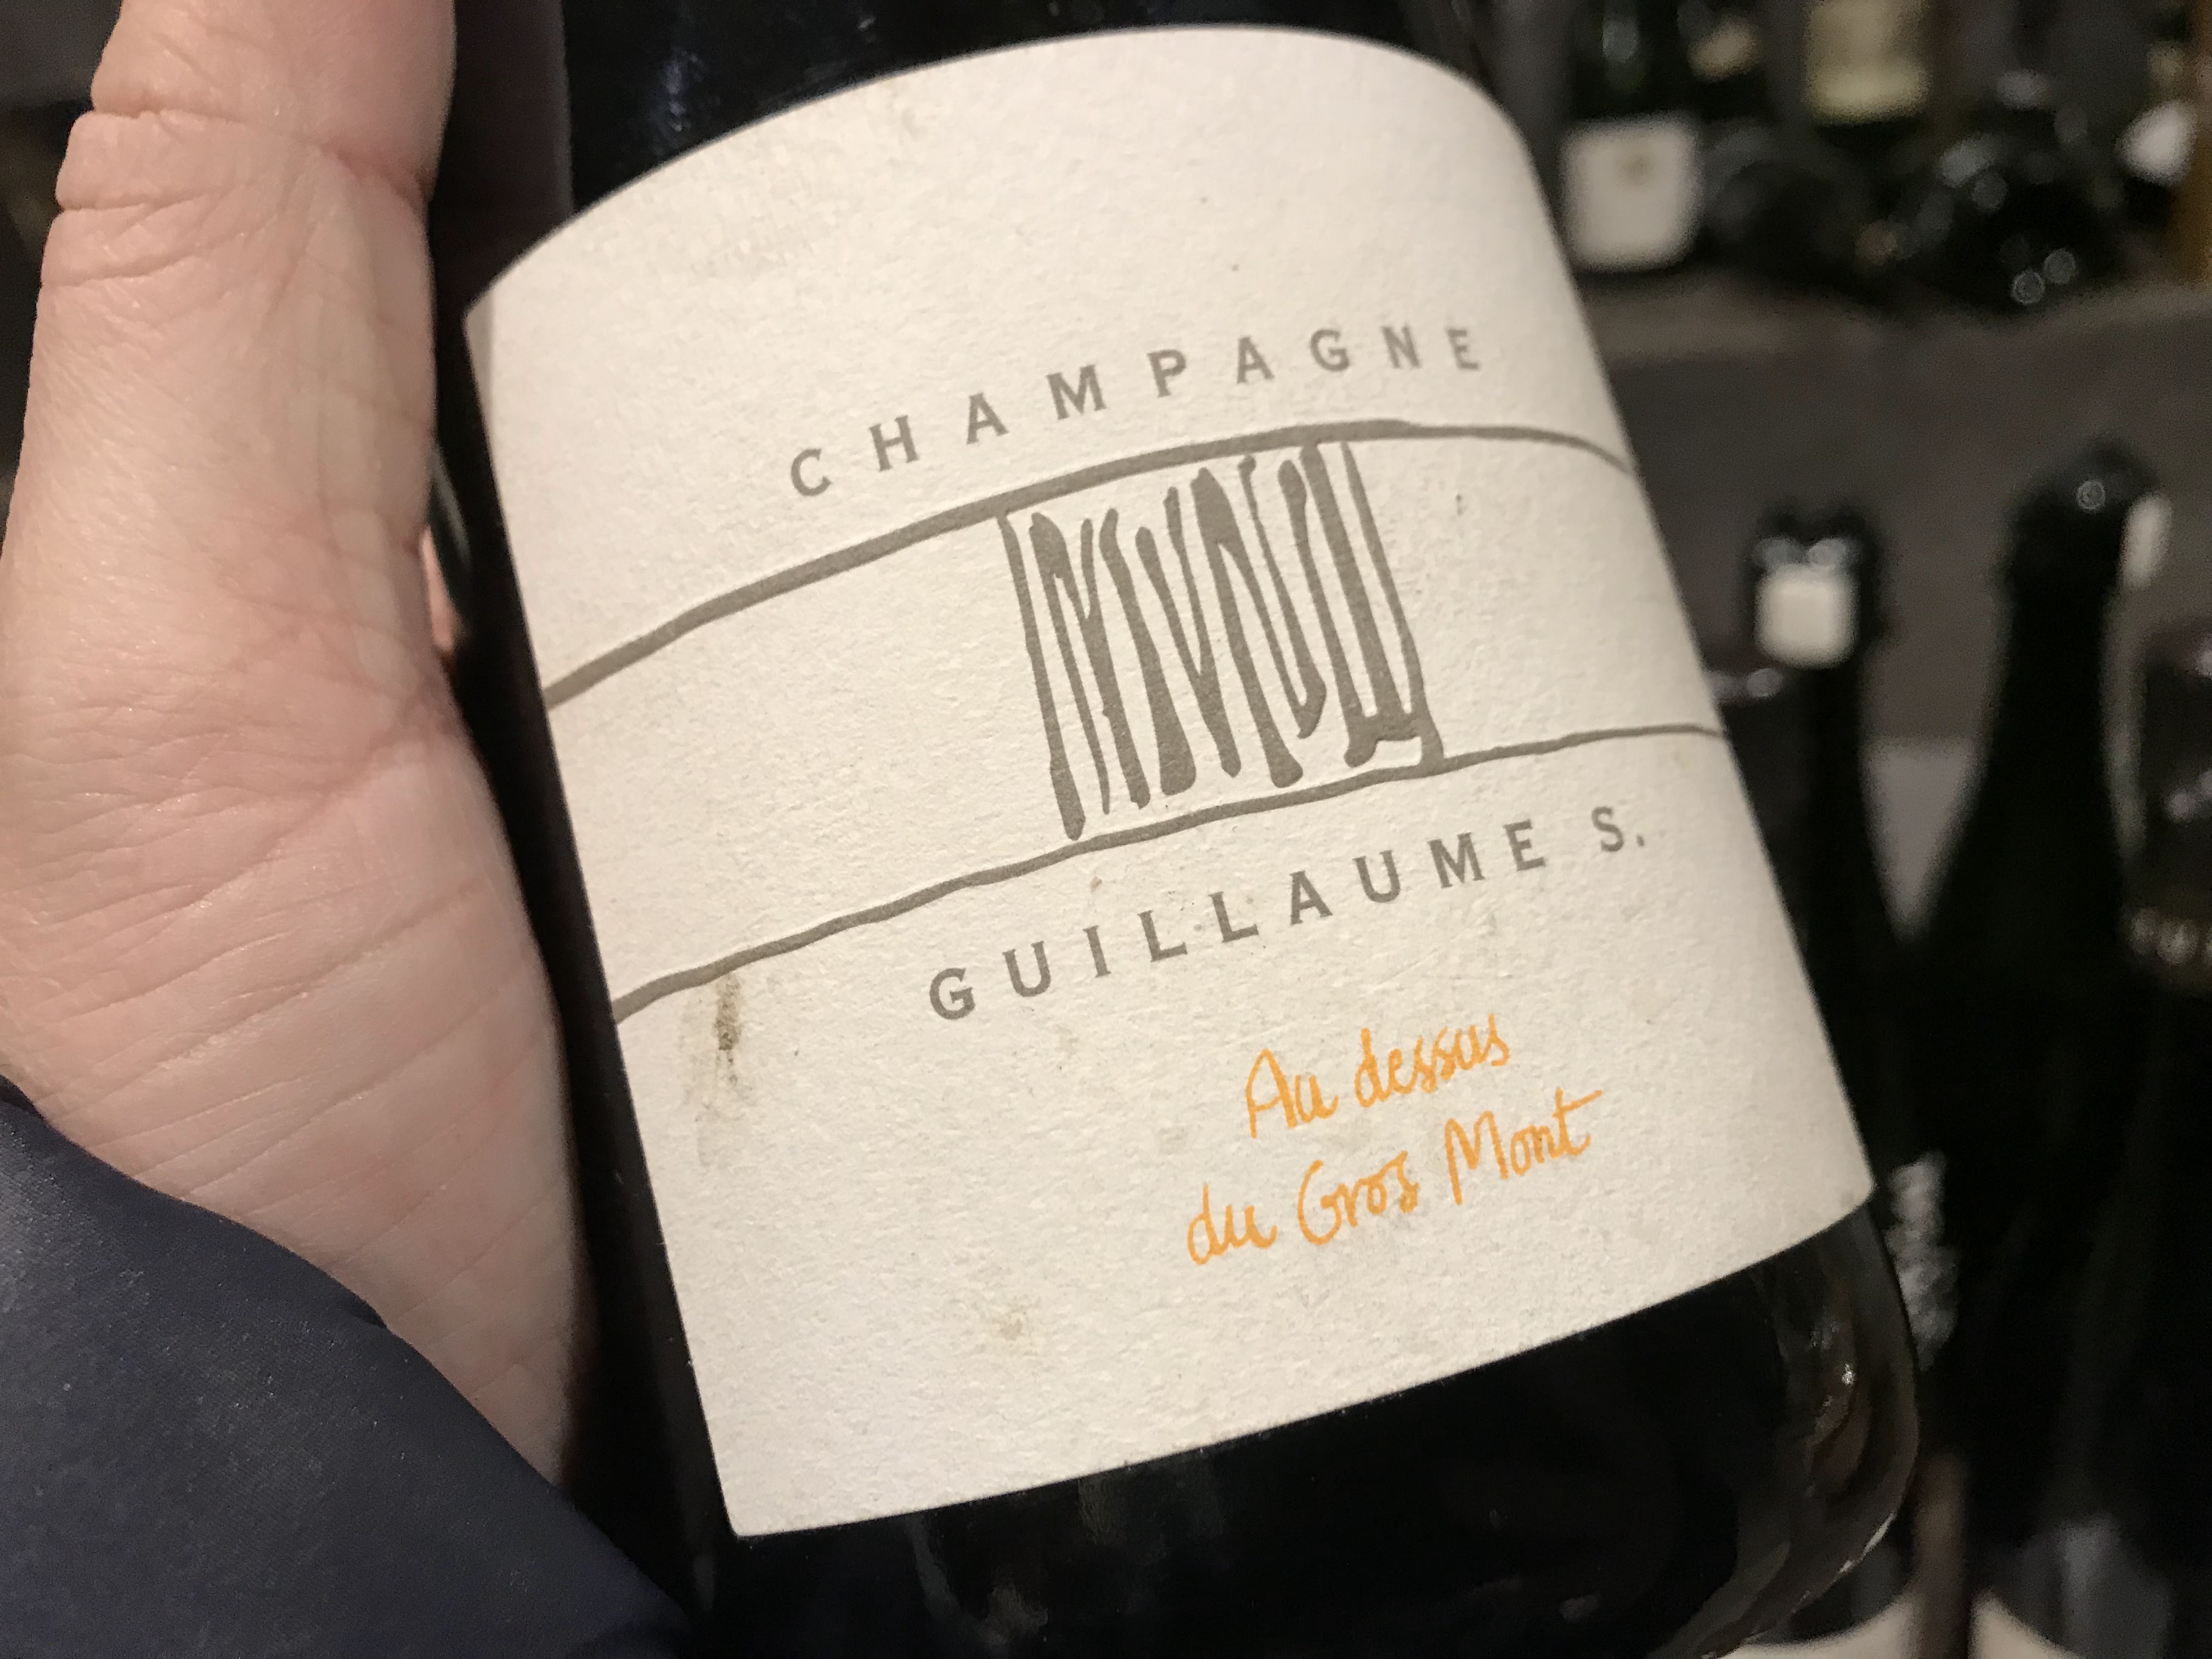 CHAMPAGNE
GUILLAUME S.
Au dessus
du Gros Mont